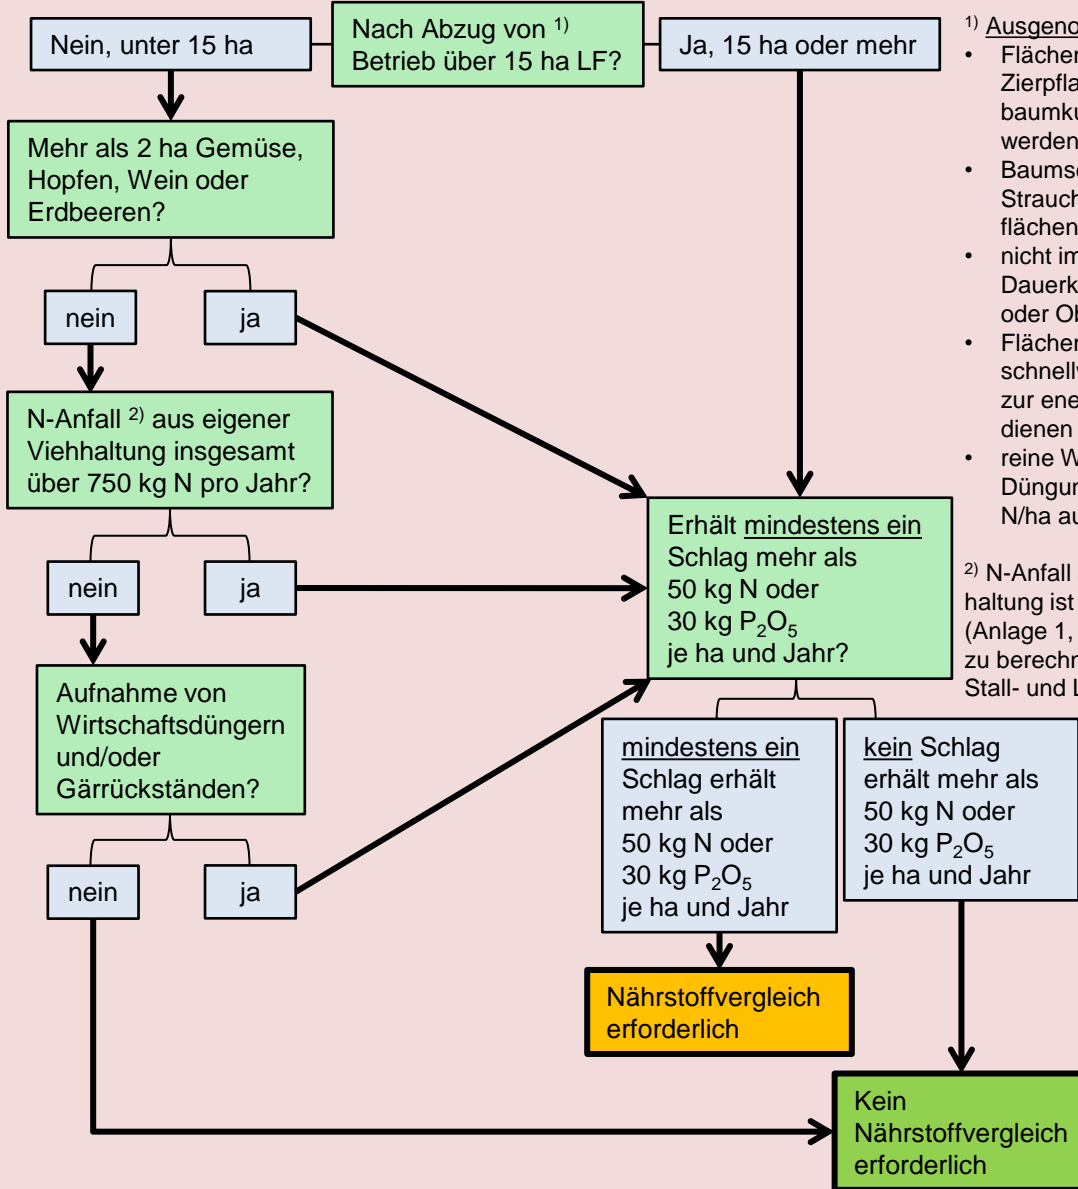 Nein, unter 15 ha
Nach Abzug von ¹⁾
Betrieb über 15 ha LF?
Ja, 15 ha oder mehr
Mehr als 2 ha Gemüse,
Hopfen, Wein oder
Erdbeeren?
nein
ja
N-Anfall ²⁾ aus eigener
Viehhaltung insgesamt
über 750 kg N pro Jahr?
nein
ja
Aufnahme von
Wirtschaftsdüngern
und/oder
Gärrückständen?
nein
ja
Erhält mindestens ein
Schlag mehr als
50 kg N oder
30 kg P₂O₅
je ha und Jahr?
mindestens ein
Schlag erhält
mehr als
50 kg N oder
30 kg P₂O₅
je ha und Jahr
kein Schlag
erhält mehr als
50 kg N oder
30 kg P₂O₅
je ha und Jahr
Nährstoffvergleich
erforderlich
Kein
Nährstoffvergleich
erforderlich
¹⁾ Ausgeno
• Flächen
Zierpfla
baumku
werden
• Baumsc
Strauch
flächen
• nicht im
Dauerk
oder Ob
• Flächen
schnellw
zur ene
dienen
• reine W
Düngun
N/ha au
²⁾ N-Anfall
haltung ist
(Anlage 1,
zu berechn
Stall- und L